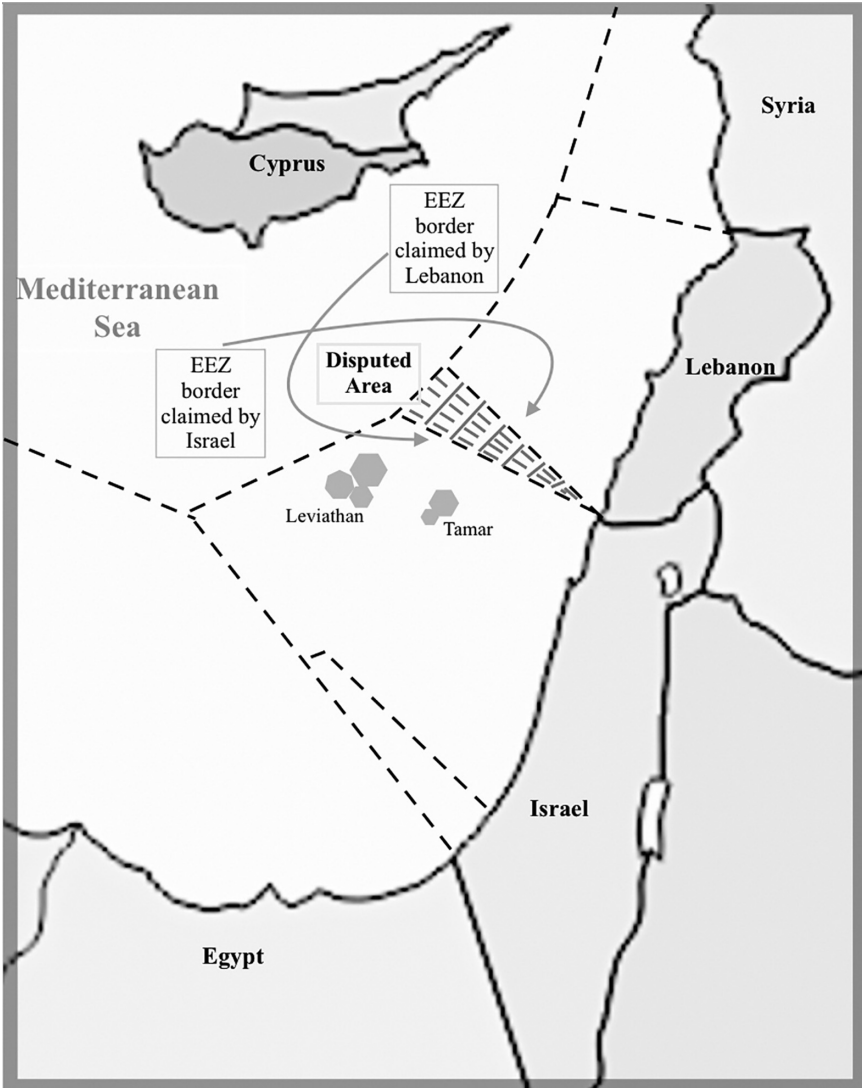 Syria
Cyprus
EEZ
border
claimed by
Lebanon
Mediterranean
Sea
EEZ
border
claimed by
Israel
Disputed
Area
Lebanon
Leviathan
Tamar
Israel
Egypt